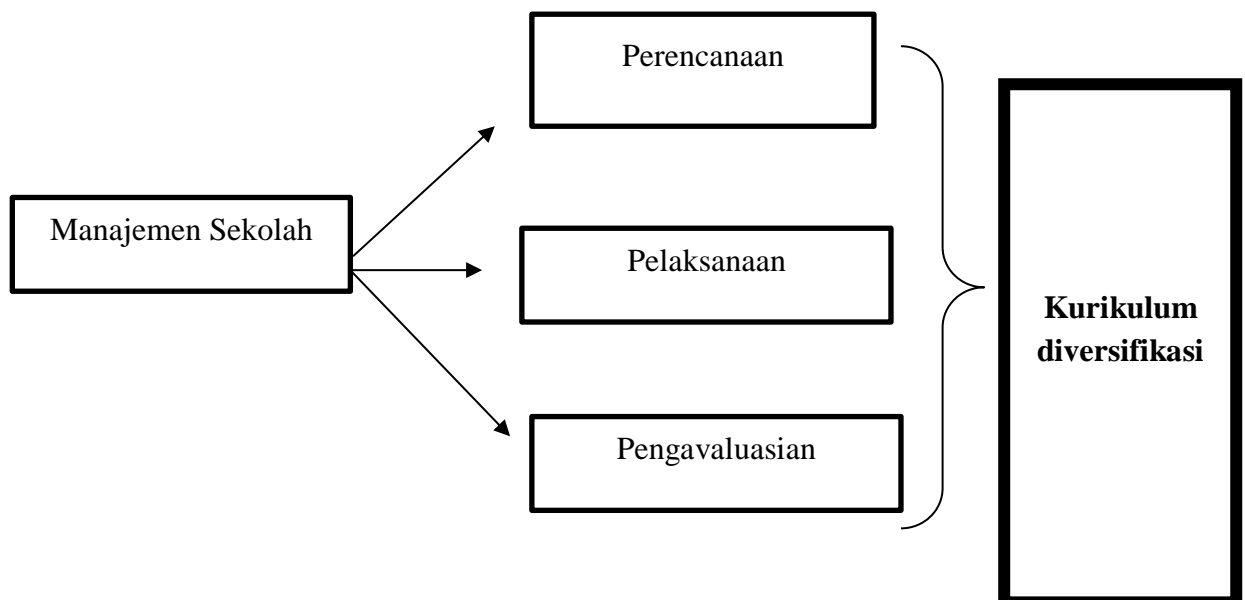 Perencanaan
Manajemen Sekolah
Pelaksanaan
Pengavaluasian
Kurikulum
diversifikasi